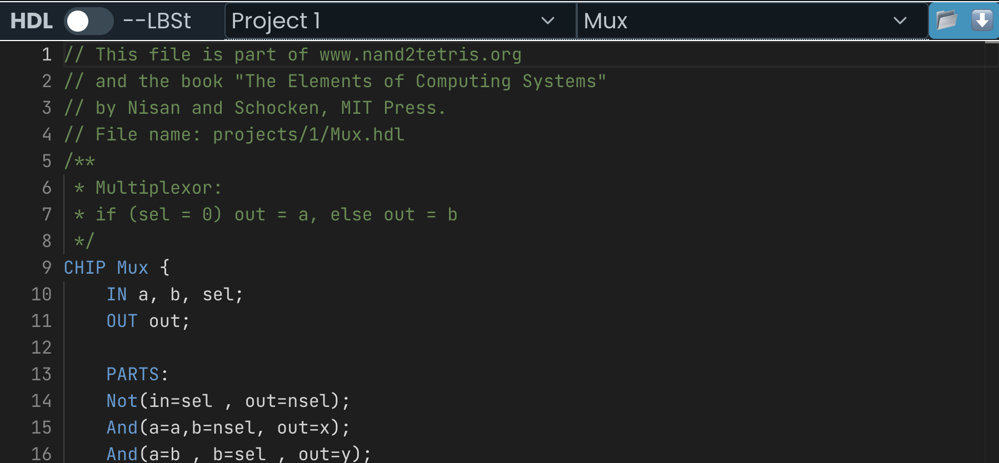 HDL --LBSt Project 1 Mux
1 // This file is part of www.nand2tetris.org
2 // and the book "The Elements of Computing Systems"
3 // by Nisan and Schocken, MIT Press.
4 // File name: projects/1/Mux.hdl
5 /**
6  * Multiplexor:
7  * if (sel = 0) out = a, else out = b
8  */
9 CHIP Mux {
10     IN a, b, sel;
11     OUT out;
12
13     PARTS:
14     Not(in=sel , out=nsel);
15     And(a=a,b=nsel, out=x);
16     And(a=b , b=sel , out=y);